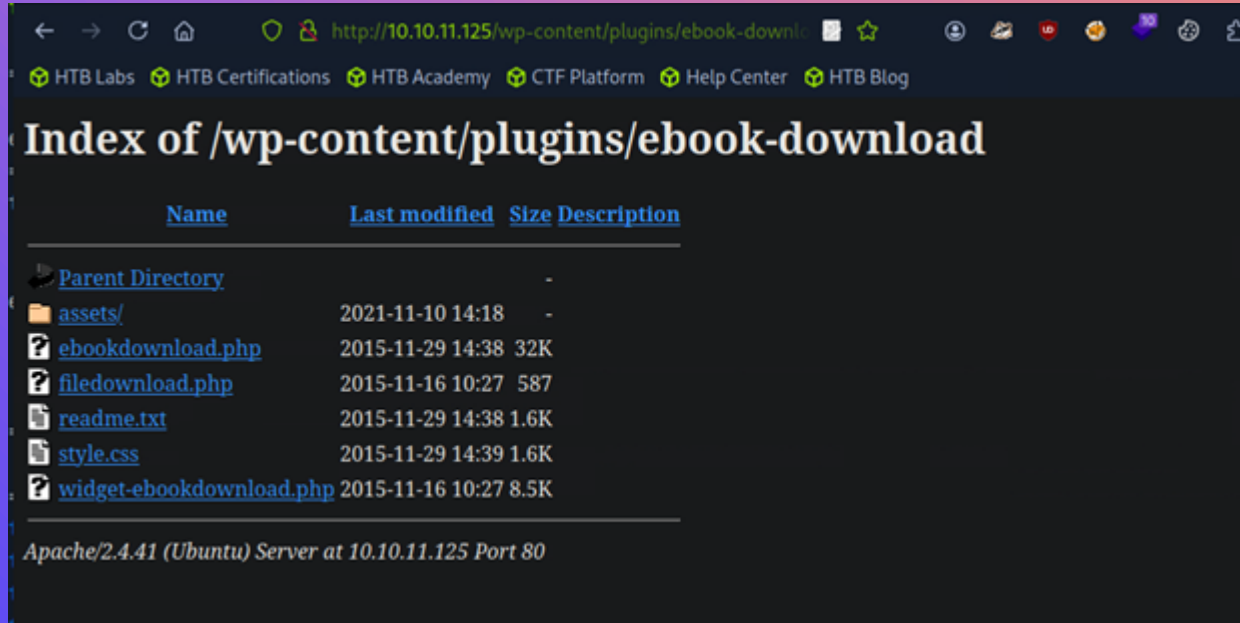 http://10.10.11.125/wp-content/plugins/ebook-downlo
10
HTB Labs HTB Certifications HTB Academy CTF Platform Help Center HTB Blog
Index of /wp-content/plugins/ebook-download
Name Last modified Size Description
Parent Directory -
assets/ 2021-11-10 14:18 -
ebookdownload.php 2015-11-29 14:38 32K
filedownload.php 2015-11-16 10:27 587
readme.txt 2015-11-29 14:38 1.6K
style.css 2015-11-29 14:39 1.6K
widget-ebookdownload.php 2015-11-16 10:27 8.5K
Apache/2.4.41 (Ubuntu) Server at 10.10.11.125 Port 80